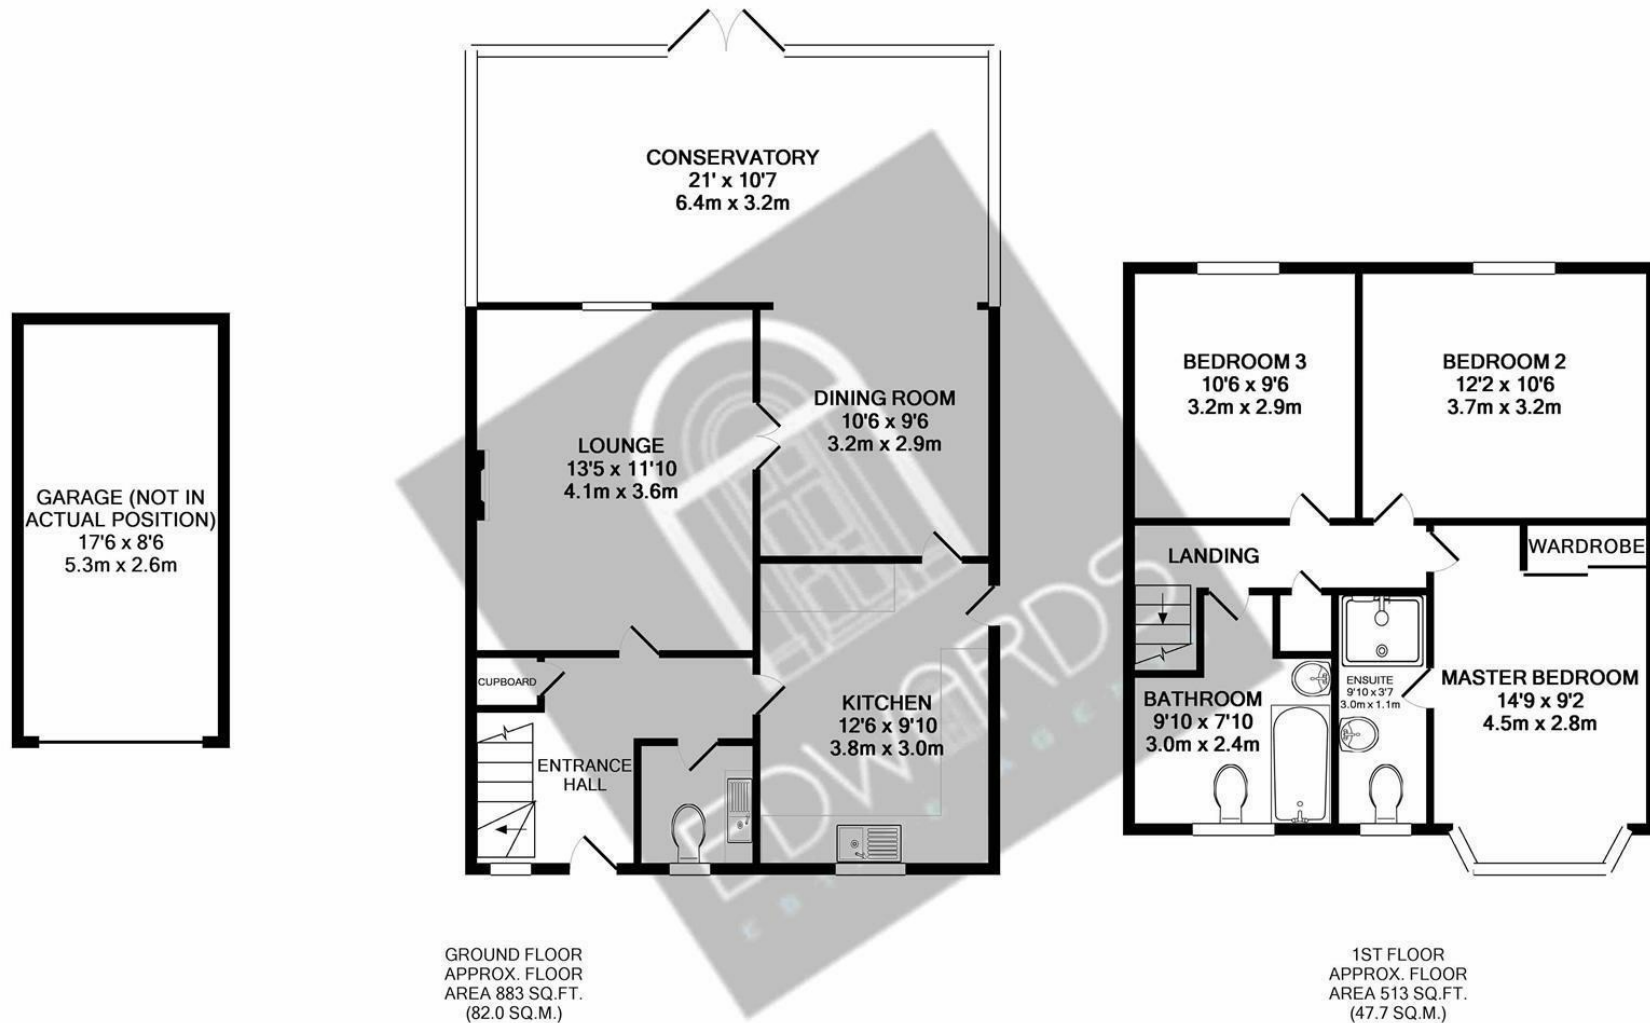 CONSERVATORY
21' x 10'7
6.4m x 3.2m
GARAGE (NOT IN
ACTUAL POSITION)
17'6 x 8'6
5.3m x 2.6m
LOUNGE
13'5 x 11'10
4.1m x 3.6m
DINING ROOM
10'6 x 9'6
3.2m x 2.9m
CUPBOARD
ENTRANCE
HALL
KITCHEN
12'6 x 9'10
3.8m x 3.0m
BEDROOM 3
10'6 x 9'6
3.2m x 2.9m
BEDROOM 2
12'2 x 10'6
3.7m x 3.2m
LANDING
WARDROBE
BATHROOM
9'10 x 7'10
3.0m x 2.4m
ENSUITE
9'10 x 3'7
3.0m x 1.1m
MASTER BEDROOM
14'9 x 9'2
4.5m x 2.8m
EDWARDS
GROUND FLOOR
APPROX. FLOOR
AREA 883 SQ.FT.
(82.0 SQ.M.)
1ST FLOOR
APPROX. FLOOR
AREA 513 SQ.FT.
(47.7 SQ.M.)